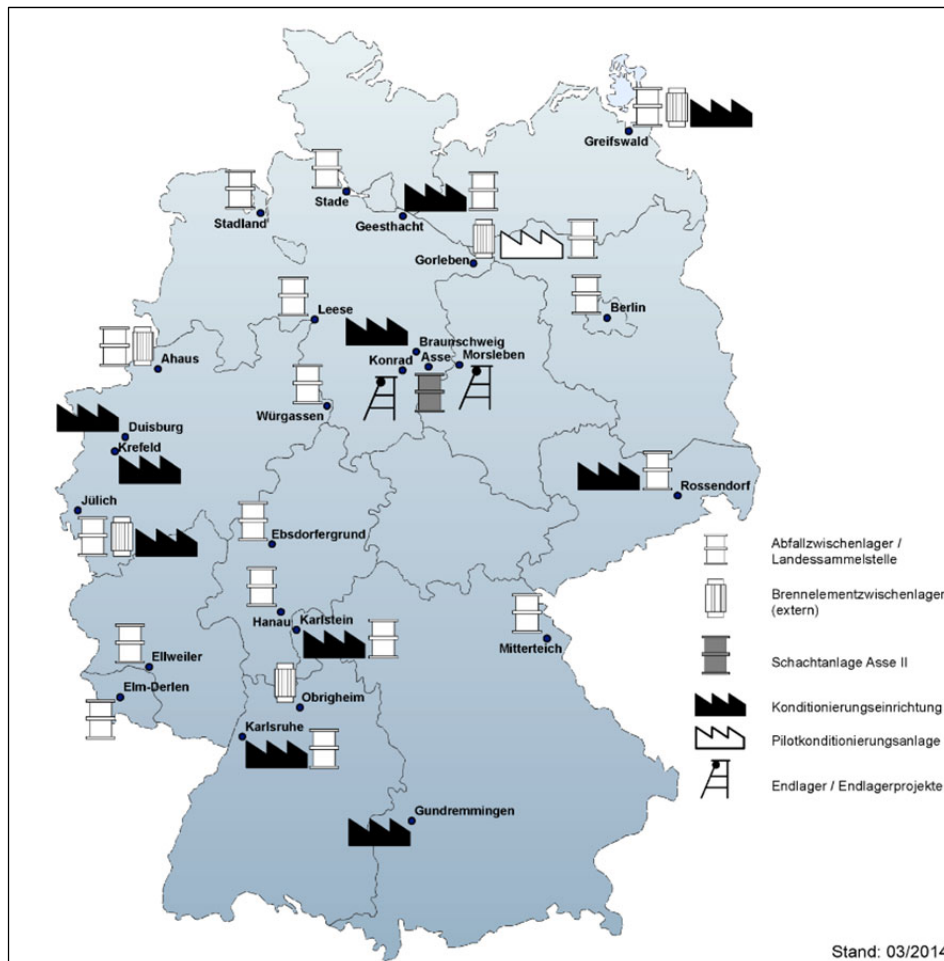 Greifswald
Stade
Stadland
Geesthacht
Gorleben
Leese
Berlin
Braunschweig
Konrad
Asse
Morsleben
Ahaus
Würgassen
Duisburg
Krefeld
Rossendorf
Jülich
Ebsdorfergrund
Hanau
Karlstein
Mitterteich
Ellweiler
Elm-Derlen
Obrigheim
Karlsruhe
Gundremmingen
Abfallzwischenlager /
Landessammelstelle
Brennelementzwischenlager
(extern)
Schachtanlage Asse II
Konditionierungseinrichtung
Pilotkonditionierungsanlage
Endlager / Endlagerprojekte
Stand: 03/2014